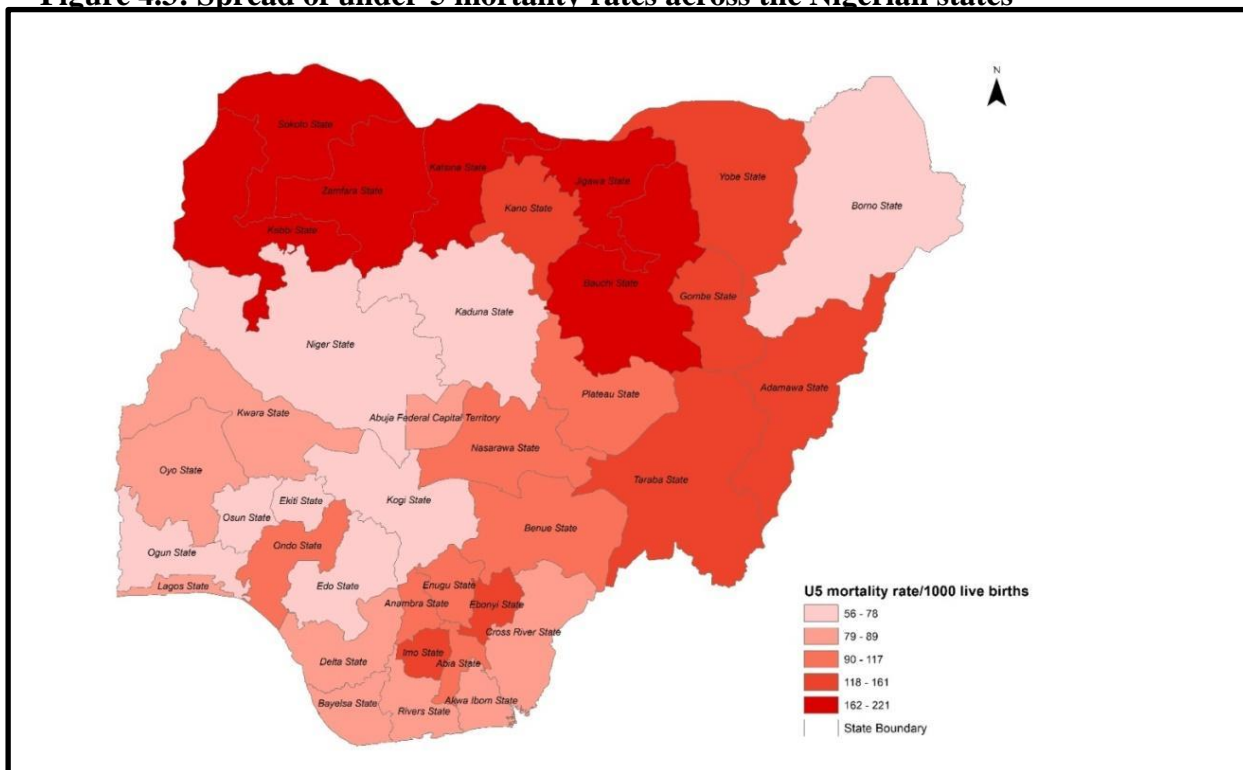 Figure Spread of under-5 mortality rates across the Nigerian states
N
Sokoto State
Katsina State
Zamfara State
Jigawa State
Yobe State
Kano State
Borno State
Kebbi State
Bauchi State
Gombe State
Kaduna State
Niger State
Adamawa State
Plateau State
Kwara State
Abuja Federal Capital Territory
Nasarawa State
Oyo State
Taraba State
Ekiti State
Kogi State
Osun State
Benue State
Ondo State
Ogun State
Lagos State
Edo State
Enugu State
Anambra State
Ebonyi State
Cross River State
Imo State
Delta State
Abia State
Bayelsa State
Rivers State
Akwa Ibom State
U5 mortality rate/1000 live births
56 - 78
79 - 89
90 - 117
118 - 161
162 - 221
State Boundary